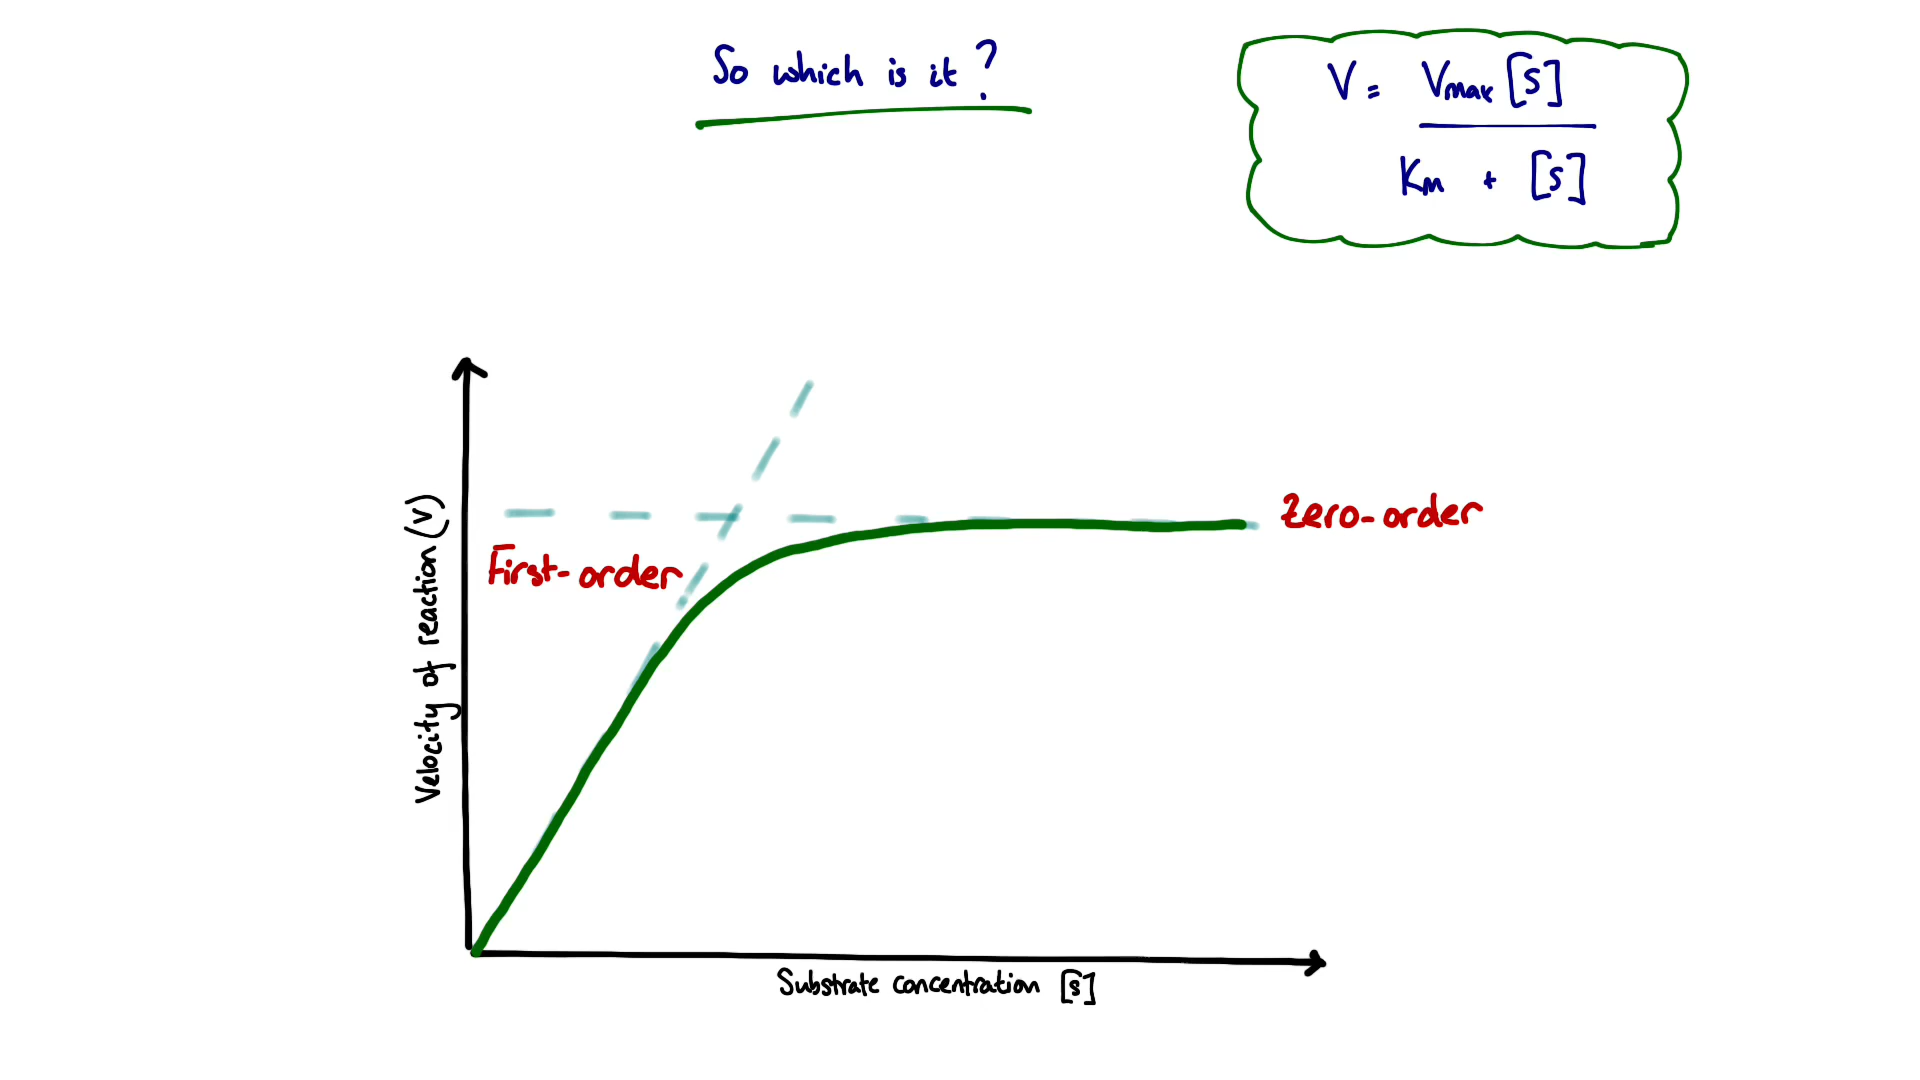 So which is it?
V = Vmax [S]
Km + [S]
Velocity of reaction (V)
First-order
Zero-order
Substrate concentration [s]